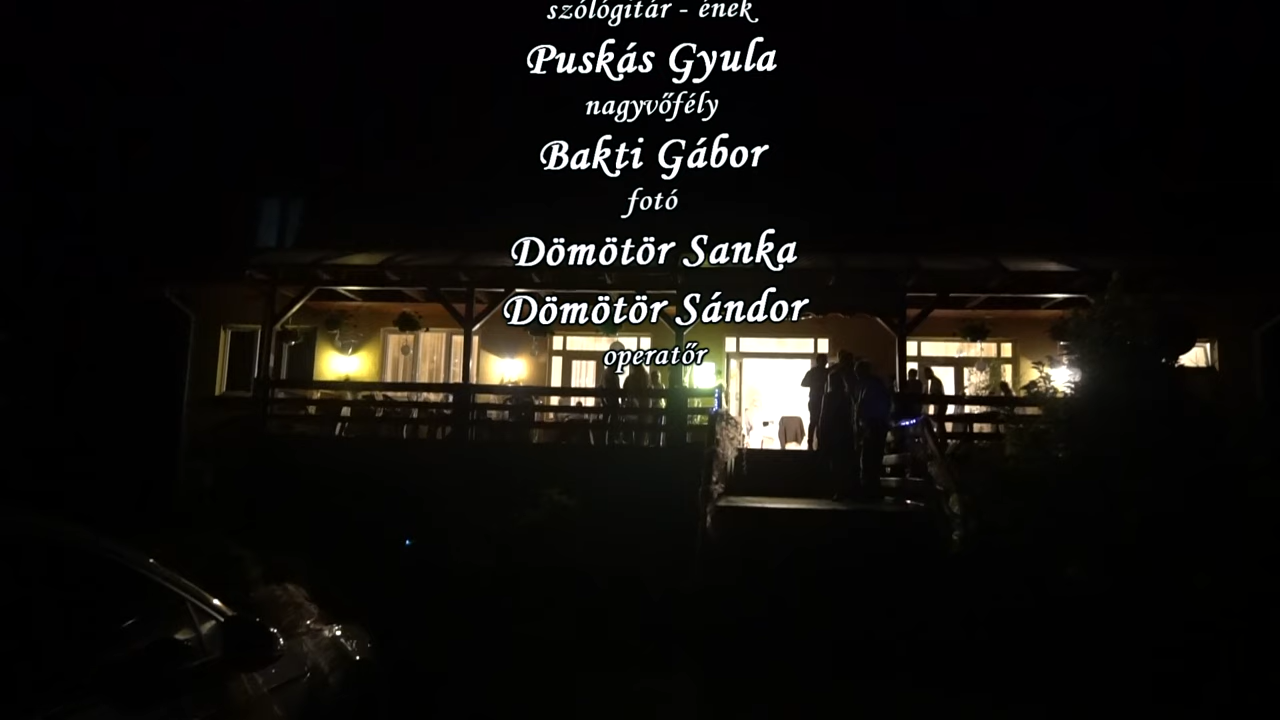 szólógitár - ének
Puskás Gyula
nagyvőfély
Bakti Gábor
fotó
Dömötör Sanka
Dömötör Sándor
operatőr